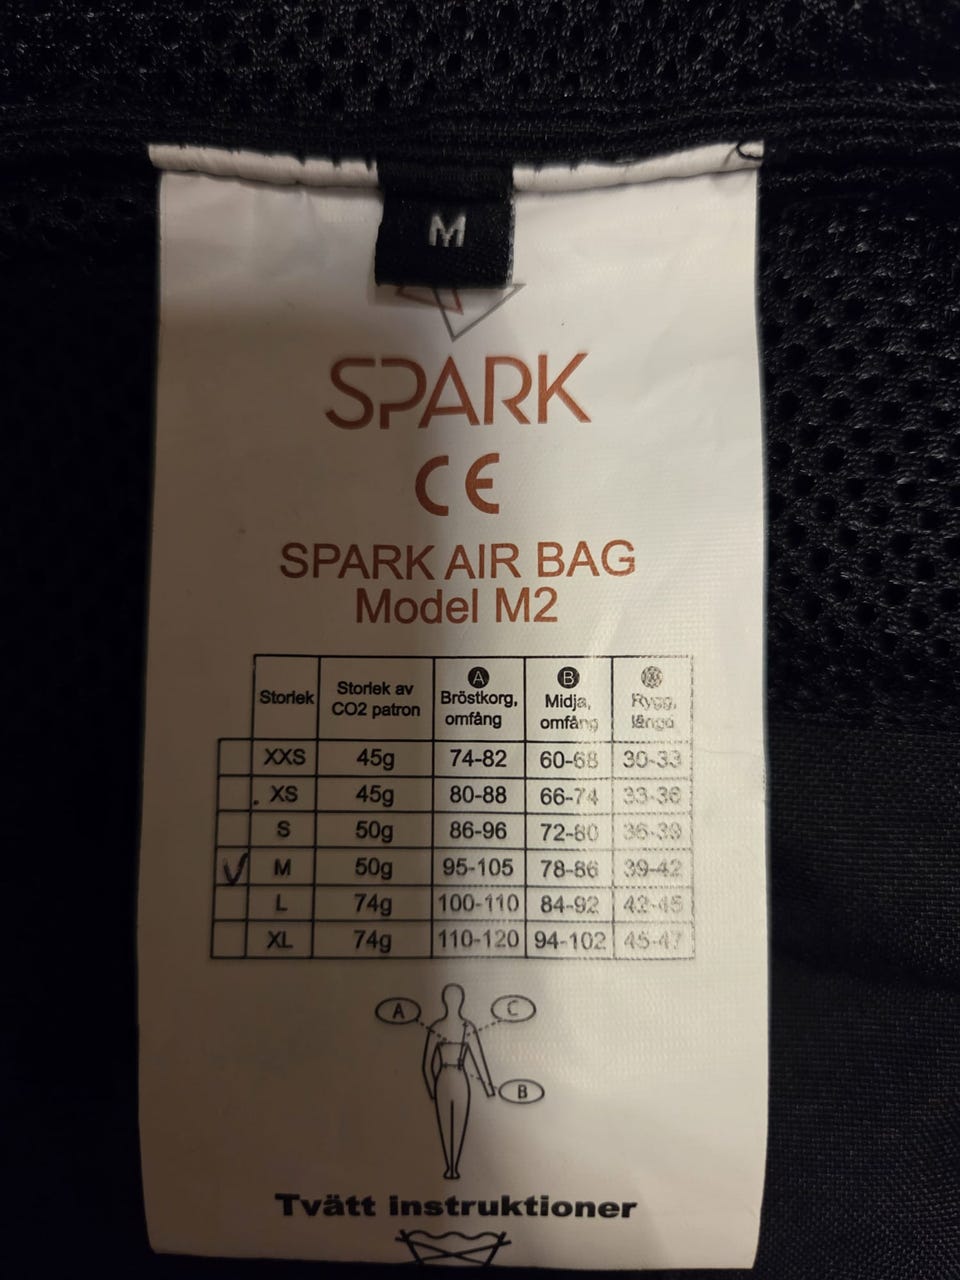 M
SPARK
CE
SPARK AIR BAG
Model M2
Storlek Storlek av CO2 patron A Bröstkorg, omfång B Midja, omfång Rygg, längd
XXS 45g 74-82 60-68 30-33
XS 45g 80-88 66-74 33-36
S 50g 86-96 72-80 36-39
M 50g 95-105 78-86 39-42
L 74g 100-110 84-92 42-45
XL 74g 110-120 94-102 45-47
A C
B
Tvätt instruktioner